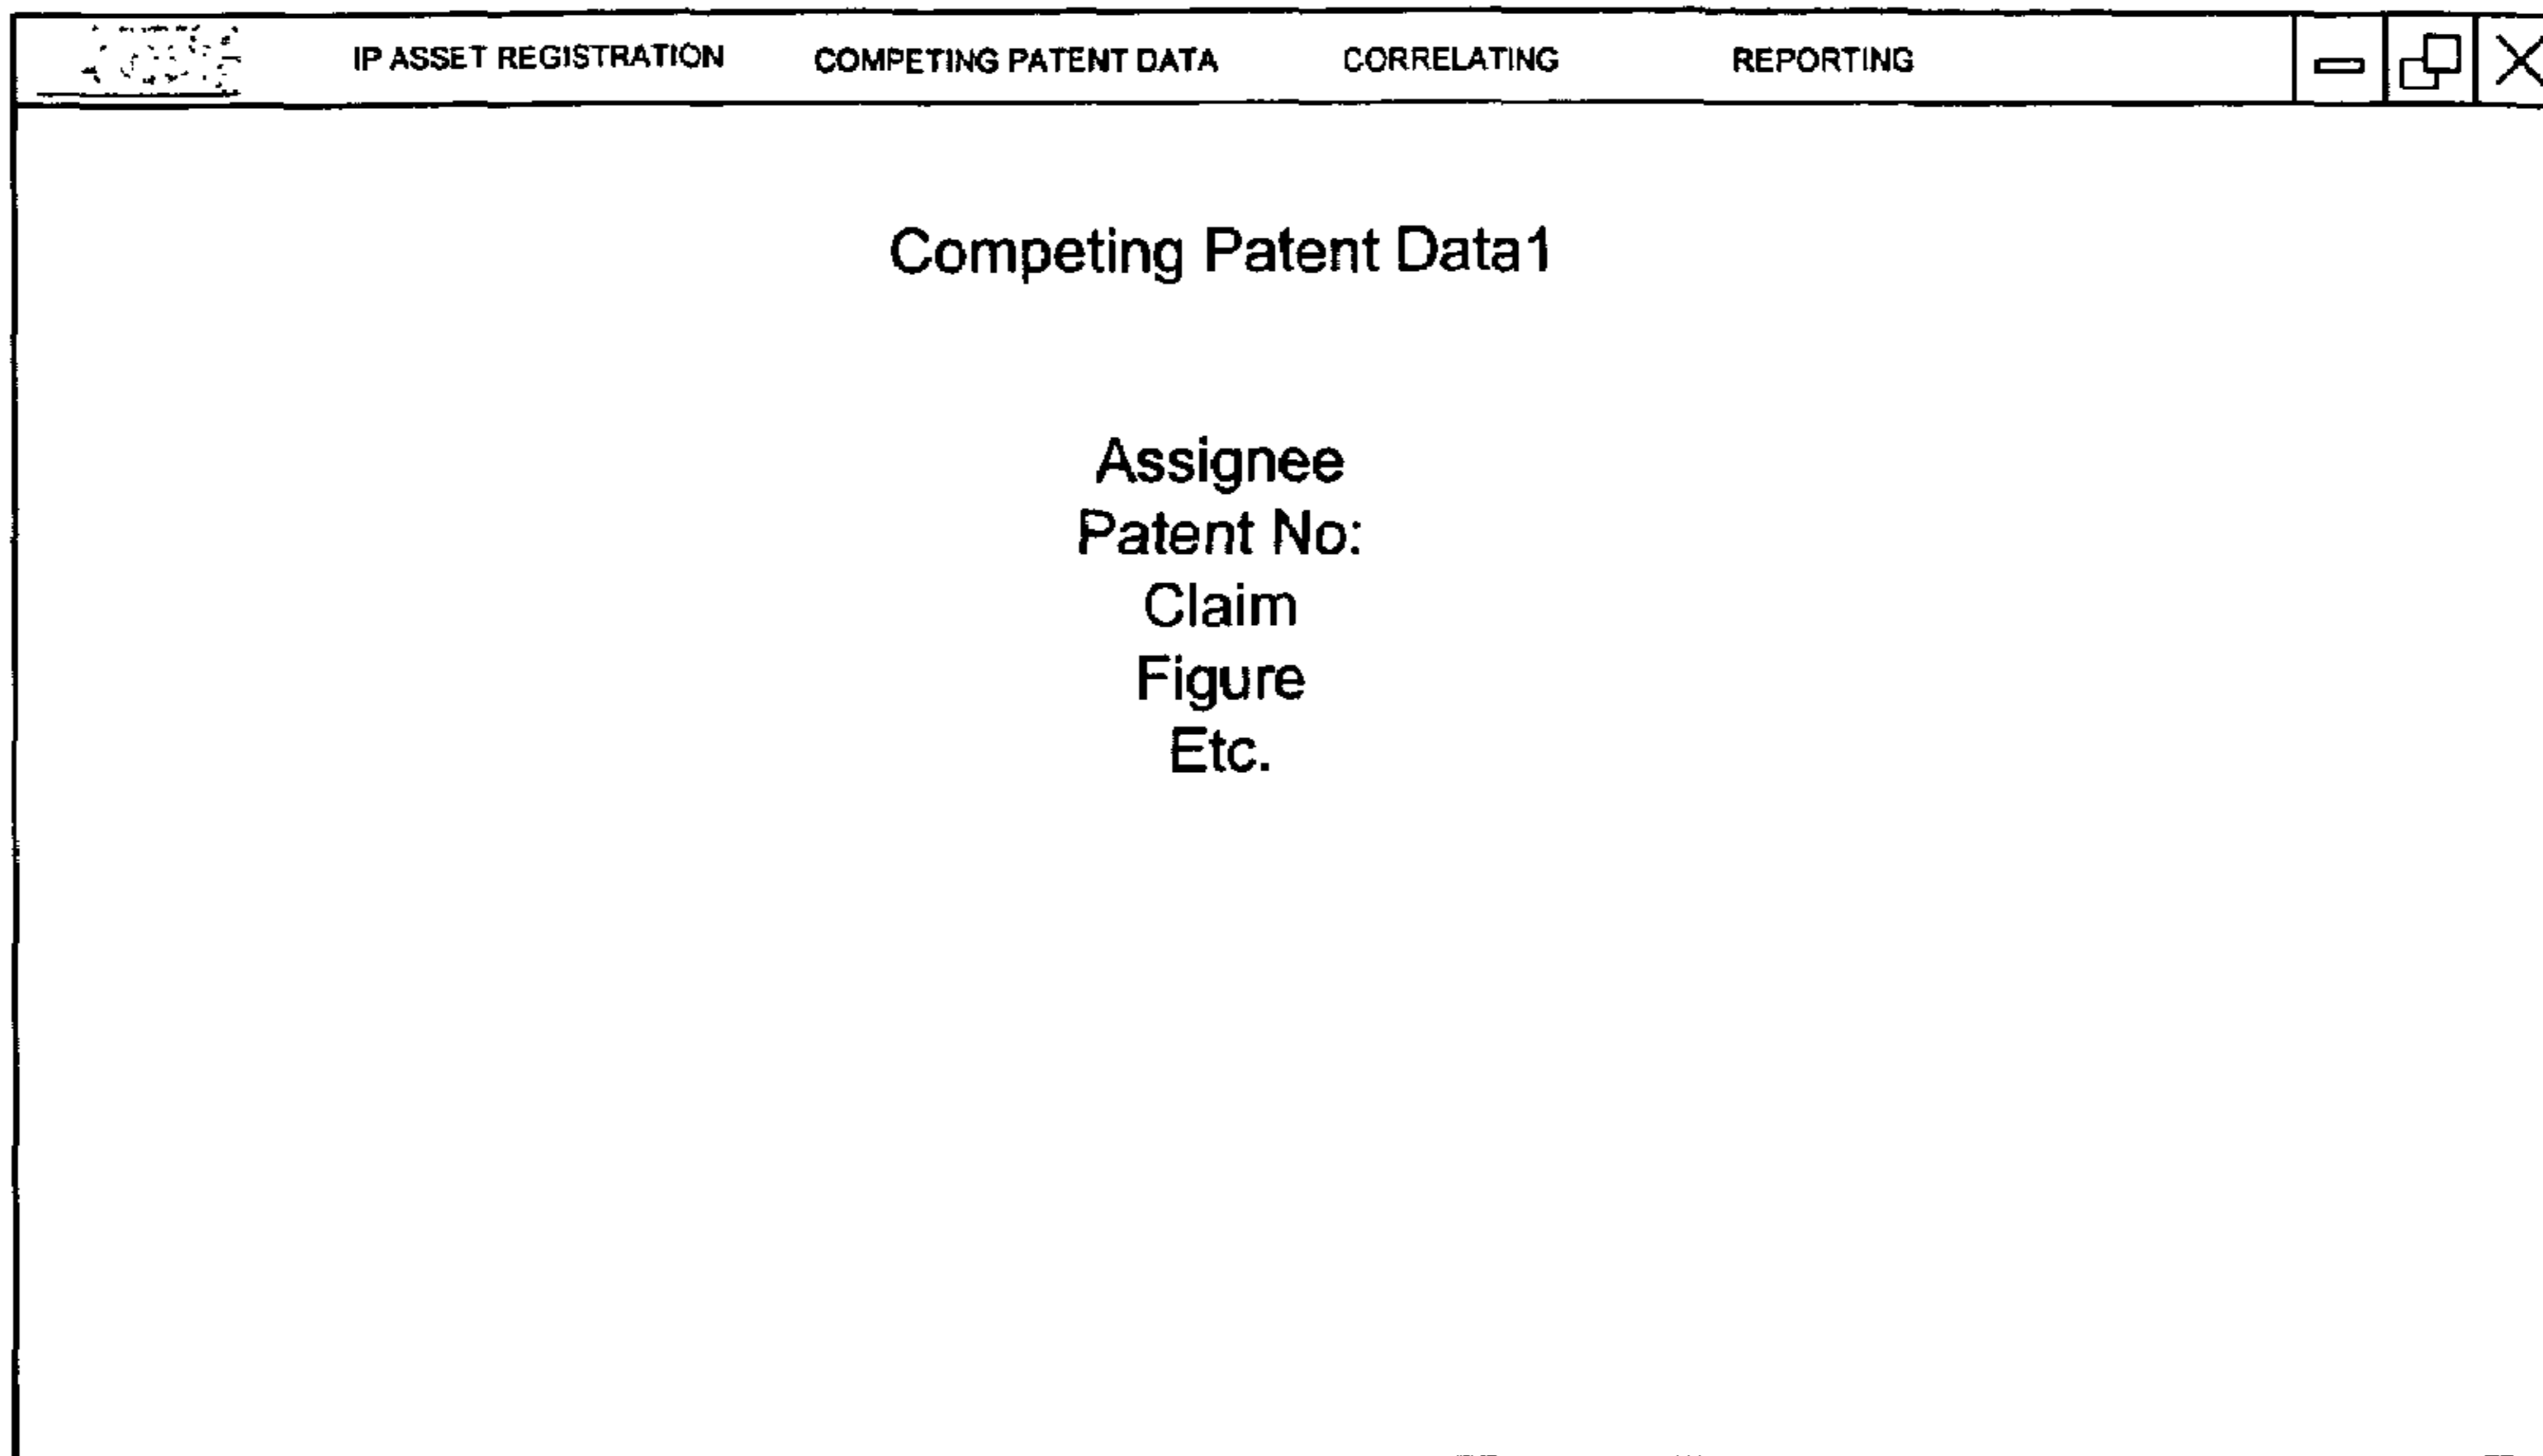 IP ASSET REGISTRATION COMPETING PATENT DATA CORRELATING REPORTING
Competing Patent Data1
Assignee
Patent No:
Claim
Figure
Etc.